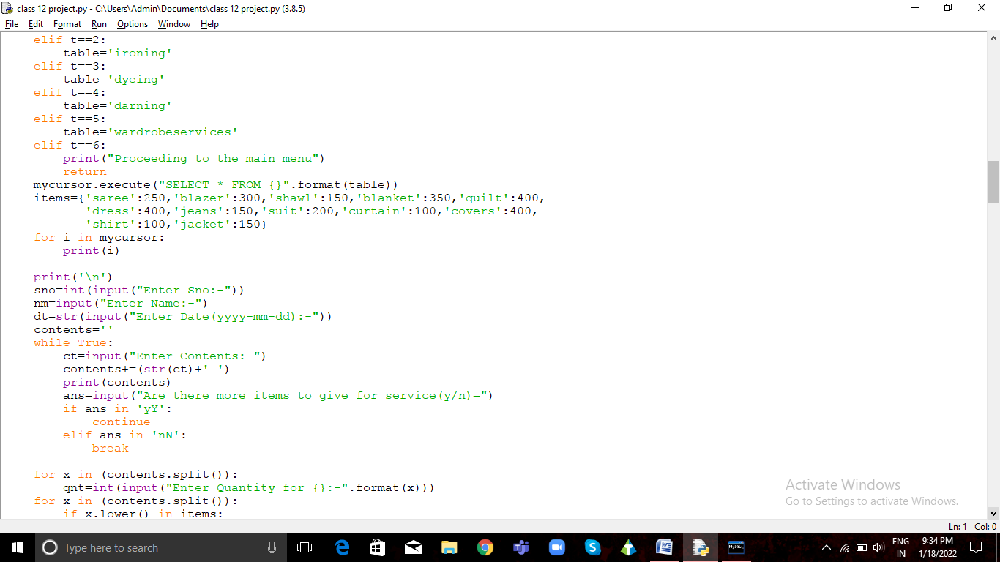 class 12 project.py - C:\Users\Admin\Documents\class 12 project.py (3.8.5)
File Edit Format Run Options Window Help
elif t==2:
    table='ironing'
elif t==3:
    table='dyeing'
elif t==4:
    table='darning'
elif t==5:
    table='wardrobeservices'
elif t==6:
    print("Proceeding to the main menu")
    return
mycursor.execute("SELECT * FROM {}".format(table))
items={'saree':250,'blazer':300,'shawl':150,'blanket':350,'quilt':400,
       'dress':400,'jeans':150,'suit':200,'curtain':100,'covers':400,
       'shirt':100,'jacket':150}
for i in mycursor:
    print(i)
print('\n')
sno=int(input("Enter Sno:-"))
nm=input("Enter Name:-")
dt=str(input("Enter Date(yyyy-mm-dd):-"))
contents=''
while True:
    ct=input("Enter Contents:-")
    contents+=(str(ct)+' ')
    print(contents)
    ans=input("Are there more items to give for service(y/n)=")
    if ans in 'yY':
        continue
    elif ans in 'nN':
        break
for x in (contents.split()):
    qnt=int(input("Enter Quantity for {}:-".format(x)))
for x in (contents.split()):
    if x.lower() in items:
Activate Windows
Go to Settings to activate Windows.
Ln: 1 Col: 0
Type here to search
MySQL
ENG
IN
9:34 PM
1/18/2022